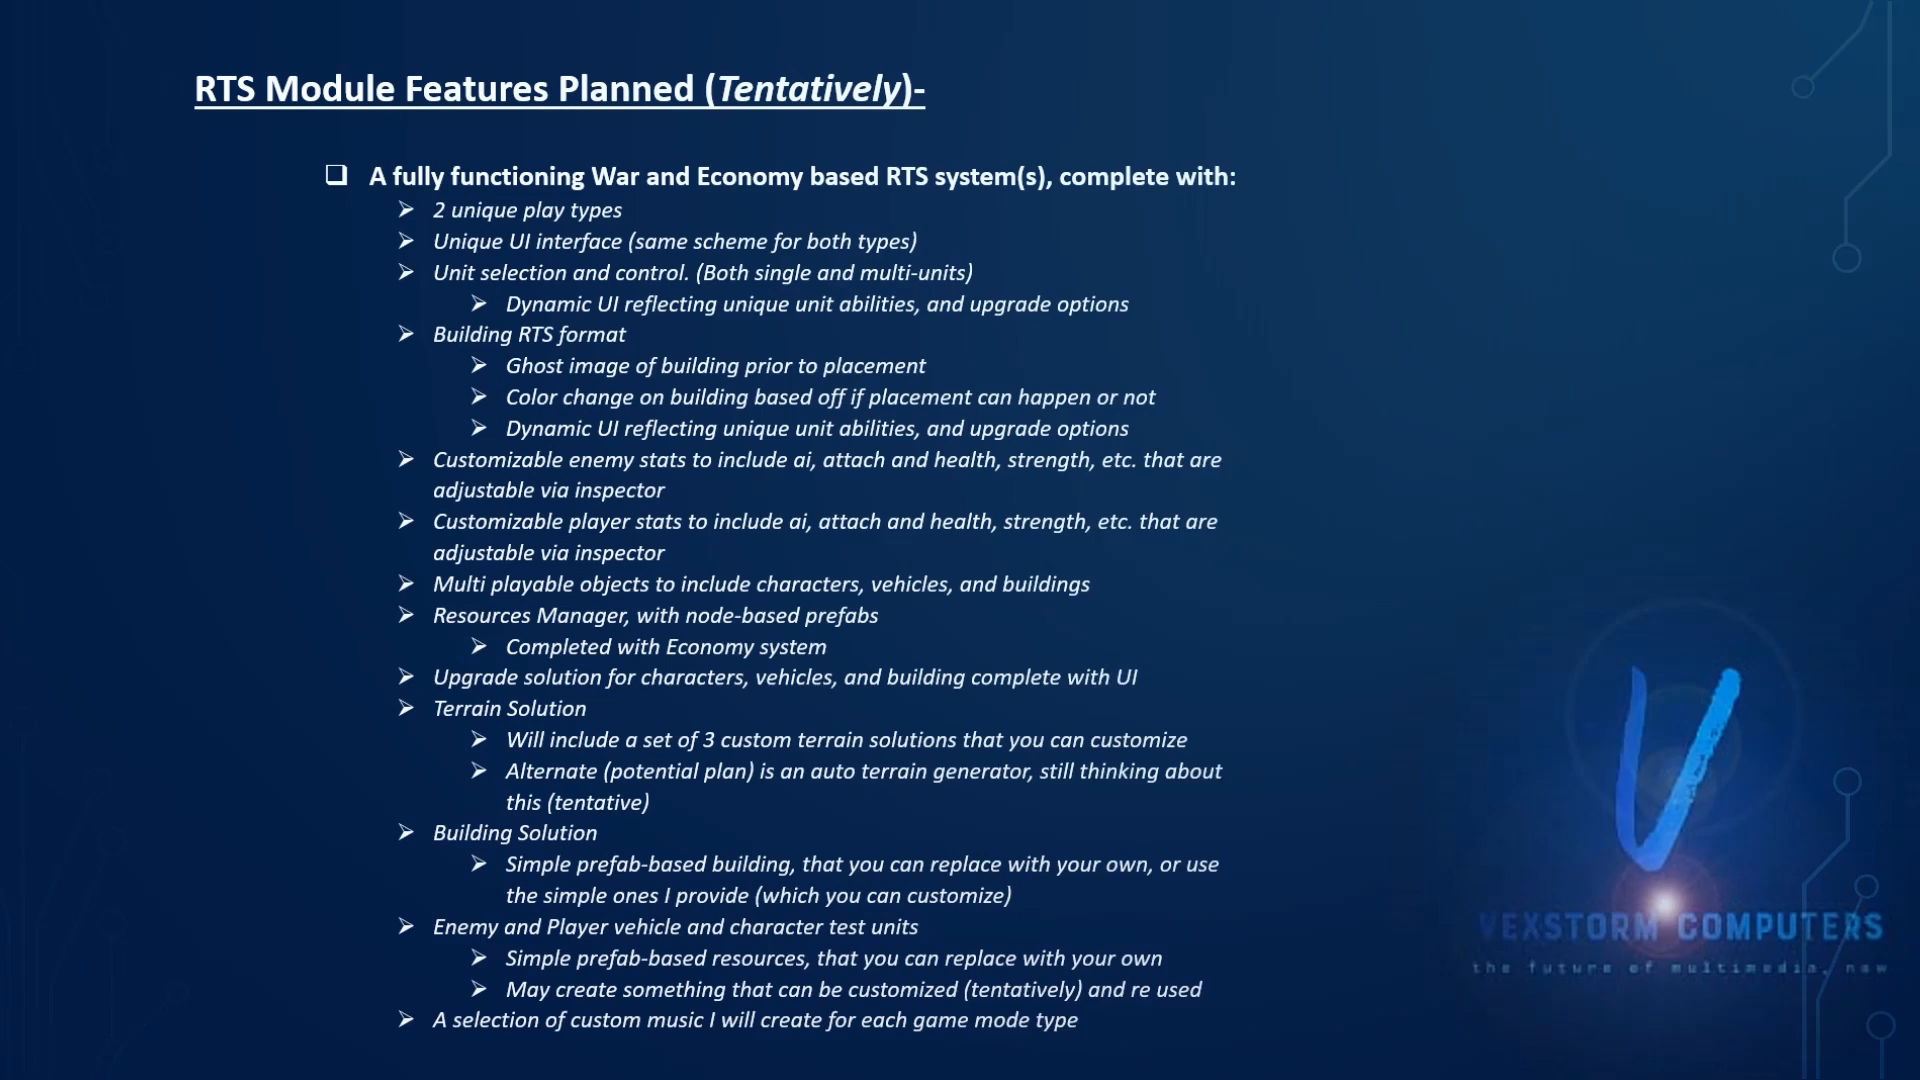 RTS Module Features Planned (Tentatively)-
❑ A fully functioning War and Economy based RTS system(s), complete with:
➢ 2 unique play types
➢ Unique UI interface (same scheme for both types)
➢ Unit selection and control. (Both single and multi-units)
➢ Dynamic UI reflecting unique unit abilities, and upgrade options
➢ Building RTS format
➢ Ghost image of building prior to placement
➢ Color change on building based off if placement can happen or not
➢ Dynamic UI reflecting unique unit abilities, and upgrade options
➢ Customizable enemy stats to include ai, attach and health, strength, etc. that are
adjustable via inspector
➢ Customizable player stats to include ai, attach and health, strength, etc. that are
adjustable via inspector
➢ Multi playable objects to include characters, vehicles, and buildings
➢ Resources Manager, with node-based prefabs
➢ Completed with Economy system
➢ Upgrade solution for characters, vehicles, and building complete with UI
➢ Terrain Solution
➢ Will include a set of 3 custom terrain solutions that you can customize
➢ Alternate (potential plan) is an auto terrain generator, still thinking about
this (tentative)
➢ Building Solution
➢ Simple prefab-based building, that you can replace with your own, or use
the simple ones I provide (which you can customize)
➢ Enemy and Player vehicle and character test units
➢ Simple prefab-based resources, that you can replace with your own
➢ May create something that can be customized (tentatively) and re used
➢ A selection of custom music I will create for each game mode type
V
VEXSTORM COMPUTERS
the future of multimedia, now